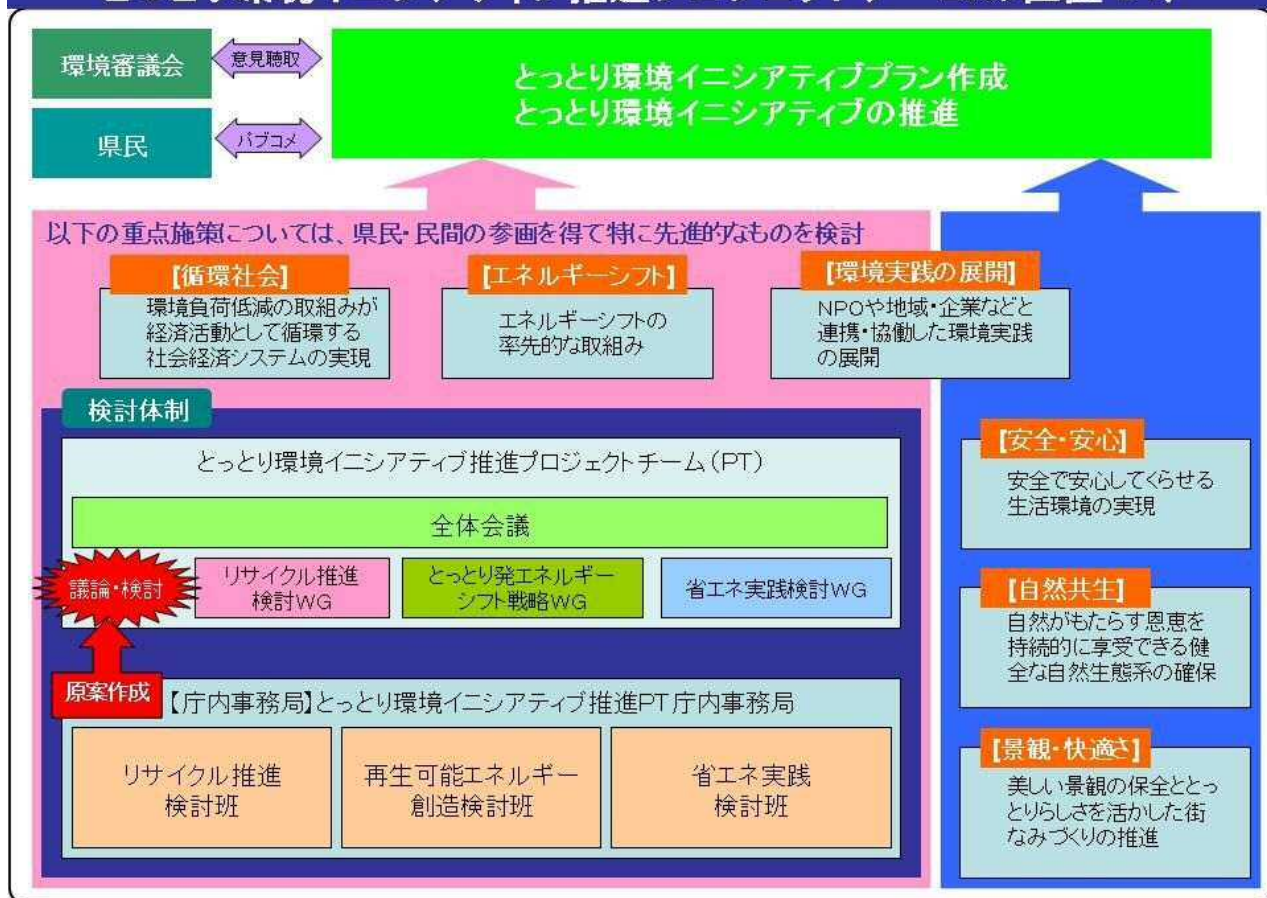 環境審議会
意見聴取
県民
パブコメ
とっとり環境イニシアティブプラン作成
とっとり環境イニシアティブの推進
以下の重点施策については、県民・民間の参画を得て特に先進的なものを検討
【循環社会】
環境負荷低減の取組みが
経済活動として循環する
社会経済システムの実現
【エネルギーシフト】
エネルギーシフトの
率先的な取組み
【環境実践の展開】
NPOや地域・企業などと
連携・協働した環境実践
の展開
検討体制
とっとり環境イニシアティブ推進プロジェクトチーム(PT)
全体会議
議論・検討
リサイクル推進
検討WG
とっとり発エネルギー
シフト戦略WG
省エネ実践検討WG
原案作成
【庁内事務局】とっとり環境イニシアティブ推進PT庁内事務局
リサイクル推進
検討班
再生可能エネルギー
創造検討班
省エネ実践
検討班
【安全・安心】
安全で安心してくらせる
生活環境の実現
【自然共生】
自然がもたらす恩恵を
持続的に享受できる健
全な自然生態系の確保
【景観・快適さ】
美しい景観の保全ととっ
とりらしさを活かした街
なみづくりの推進